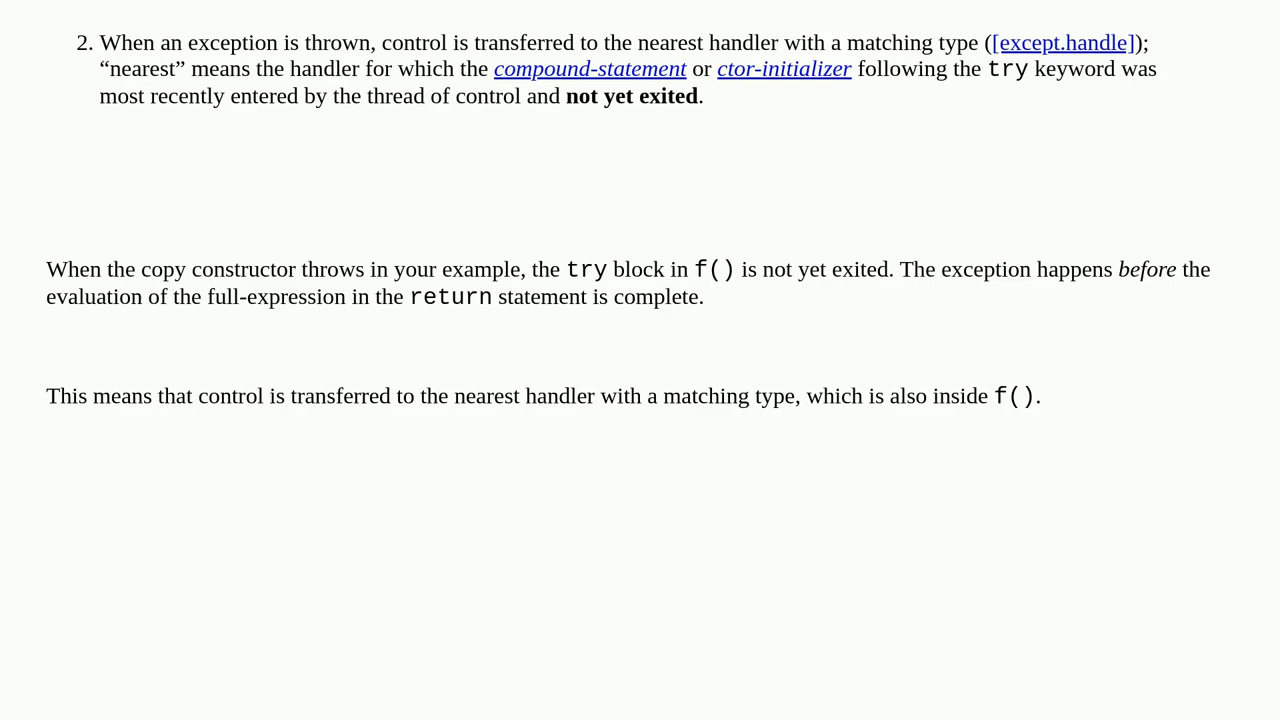 2. When an exception is thrown, control is transferred to the nearest handler with a matching type ([except.handle]);
“nearest” means the handler for which the compound-statement or ctor-initializer following the try keyword was
most recently entered by the thread of control and not yet exited.
When the copy constructor throws in your example, the try block in f() is not yet exited. The exception happens before the
evaluation of the full-expression in the return statement is complete.
This means that control is transferred to the nearest handler with a matching type, which is also inside f().